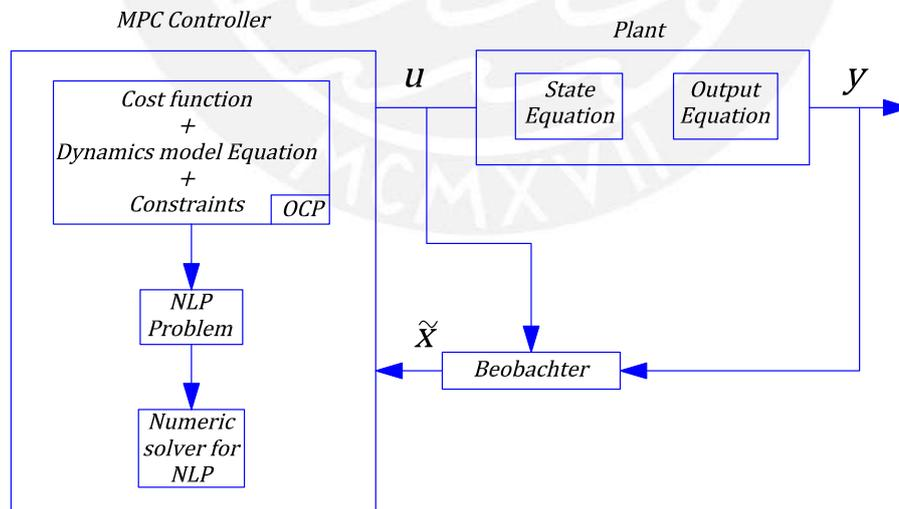 MPC Controller
Plant
Cost function
+
Dynamics model Equation
+
Constraints
OCP
u
State
Equation
Output
Equation
y
MCMXVII
NLP
Problem
x̃
Beobachter
Numeric
solver for
NLP